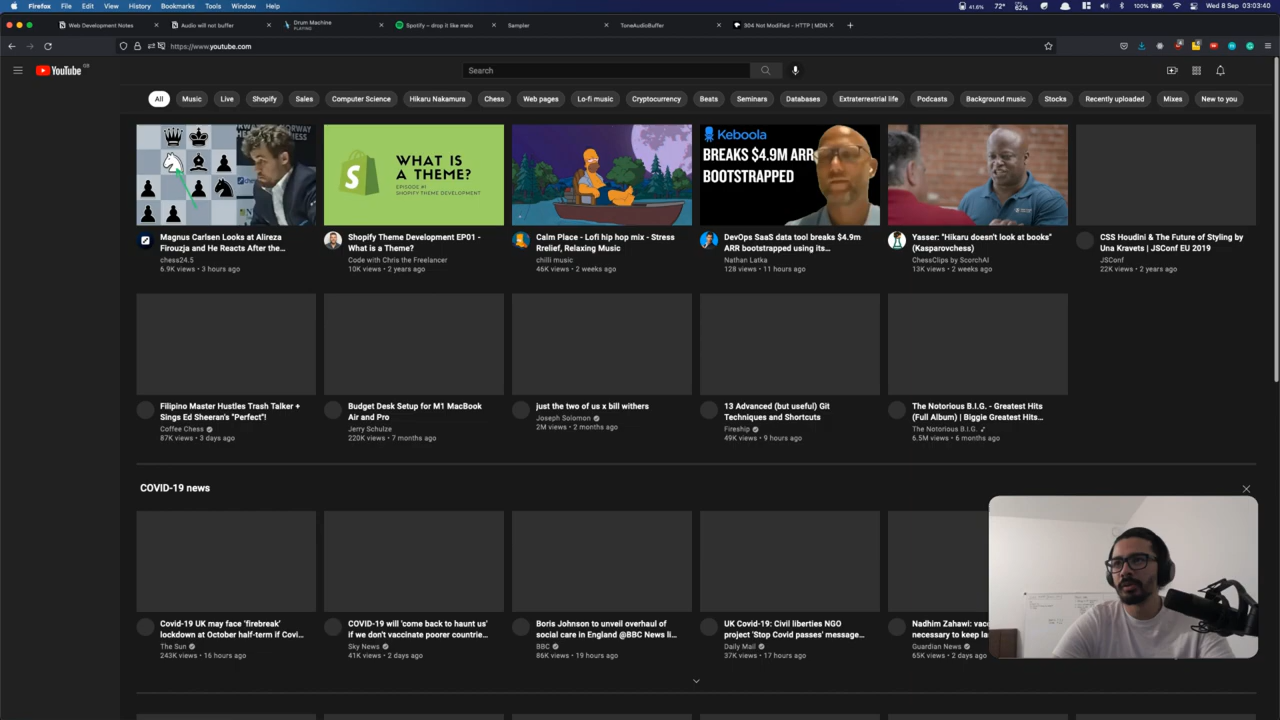 Firefox File Edit View History Bookmarks Tools Window Help
41.6% 72° CPU 62% 100% Wed 8 Sep 03:03:40
Web Development Notes
Audio will not buffer
Drum Machine
PLAYING
Spotify – drop it like melo
Sampler
ToneAudioBuffer
304 Not Modified - HTTP | MDN
https://www.youtube.com
YouTube GB
Search
All Music Live Shopify Sales Computer Science Hikaru Nakamura Chess Web pages Lo-fi music Cryptocurrency Beats Seminars Databases Extraterrestrial life Podcasts Background music Stocks Recently uploaded Mixes New to you
NORWAY
CHESS
WHAT IS
A THEME?
EPISODE #1
SHOPIFY THEME DEVELOPMENT
Keboola
BREAKS $4.9M ARR
BOOTSTRAPPED
Magnus Carlsen Looks at Alireza
Firouzja and He Reacts After the...
chess24.5
6.9K views • 3 hours ago
Shopify Theme Development EP01 -
What is a Theme?
Code with Chris the Freelancer
10K views • 2 years ago
Calm Place - Lofi hip hop mix - Stress
Rrelief, Relaxing Music
chilli music
46K views • 2 weeks ago
DevOps SaaS data tool breaks $4.9m
ARR bootstrapped using its...
Nathan Latka
128 views • 11 hours ago
Yasser: "Hikaru doesn't look at books"
(Kasparovchess)
ChessClips by ScorchAI
13K views • 2 weeks ago
CSS Houdini & The Future of Styling by
Una Kravets | JSConf EU 2019
JSConf
22K views • 2 years ago
Filipino Master Hustles Trash Talker +
Sings Ed Sheeran's "Perfect"!
Coffee Chess
87K views • 3 days ago
Budget Desk Setup for M1 MacBook
Air and Pro
Jerry Schulze
220K views • 7 months ago
just the two of us x bill withers
Joseph Solomon
2M views • 2 months ago
13 Advanced (but useful) Git
Techniques and Shortcuts
Fireship
49K views • 9 hours ago
The Notorious B.I.G. - Greatest Hits
(Full Album) | Biggie Greatest Hits...
The Notorious B.I.G.
6.5M views • 6 months ago
COVID-19 news
Covid-19 UK may face 'firebreak'
lockdown at October half-term if Covi...
The Sun
243K views • 16 hours ago
COVID-19 will 'come back to haunt us'
if we don't vaccinate poorer countrie...
Sky News
41K views • 2 days ago
Boris Johnson to unveil overhaul of
social care in England @BBC News li...
BBC
86K views • 19 hours ago
UK Covid-19: Civil liberties NGO
project 'Stop Covid passes' message...
Daily Mail
37K views • 17 hours ago
Nadhim Zahawi: vacc
necessary to keep la
Guardian News
65K views • 2 days ago